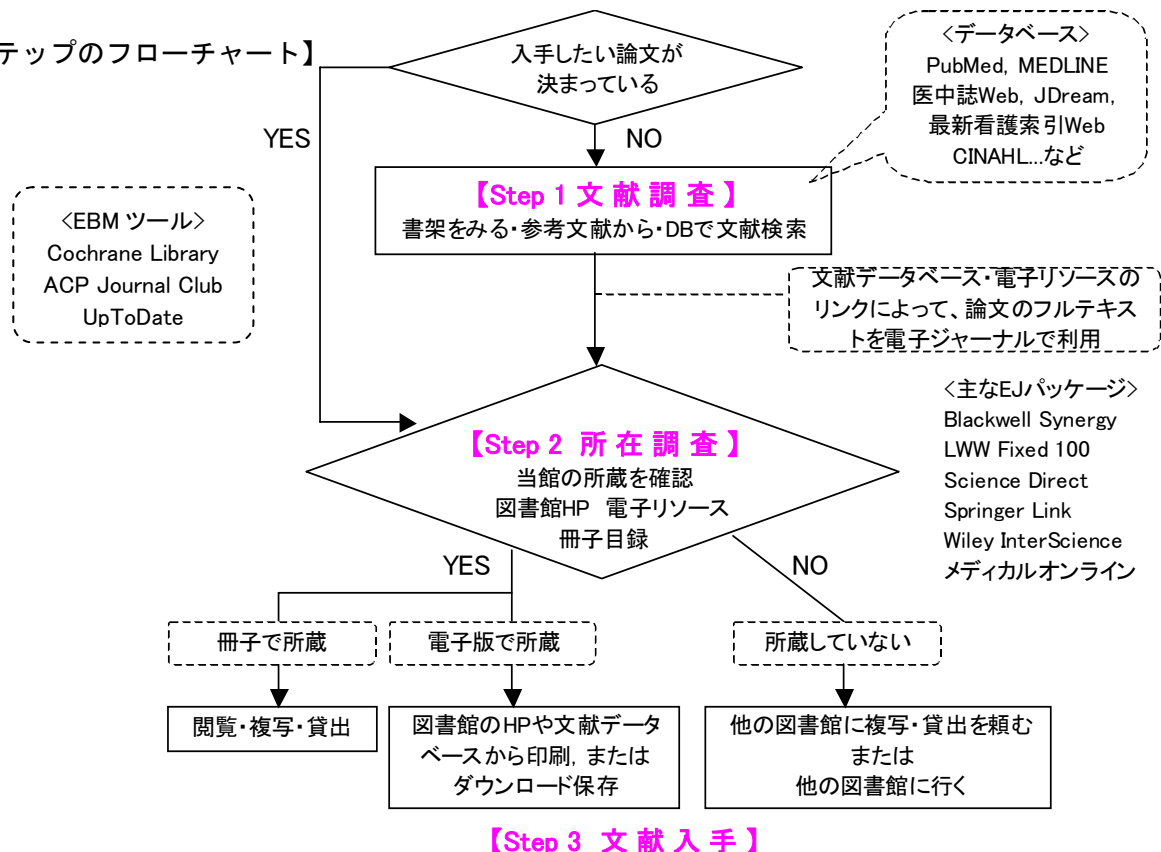 テップのフローチャート】
入手したい論文が
決まっている
<データベース>
PubMed, MEDLINE
医中誌Web, JDream,
最新看護索引Web
CINAHL...など
YES
NO
【Step 1 文 献 調 査 】
書架をみる・参考文献から・DBで文献検索
<EBM ツール>
Cochrane Library
ACP Journal Club
UpToDate
文献データベース・電子リソースの
リンクによって、論文のフルテキス
トを電子ジャーナルで利用
【Step 2 所 在 調 査 】
当館の所蔵を確認
図書館HP 電子リソース
冊子目録
<主なEJパッケージ>
Blackwell Synergy
LWW Fixed 100
Science Direct
Springer Link
Wiley InterScience
メディカルオンライン
YES
NO
冊子で所蔵
電子版で所蔵
所蔵していない
閲覧・複写・貸出
図書館のHPや文献データ
ベースから印刷, または
ダウンロード保存
他の図書館に複写・貸出を頼む
または
他の図書館に行く
【Step 3 文 献 入 手 】